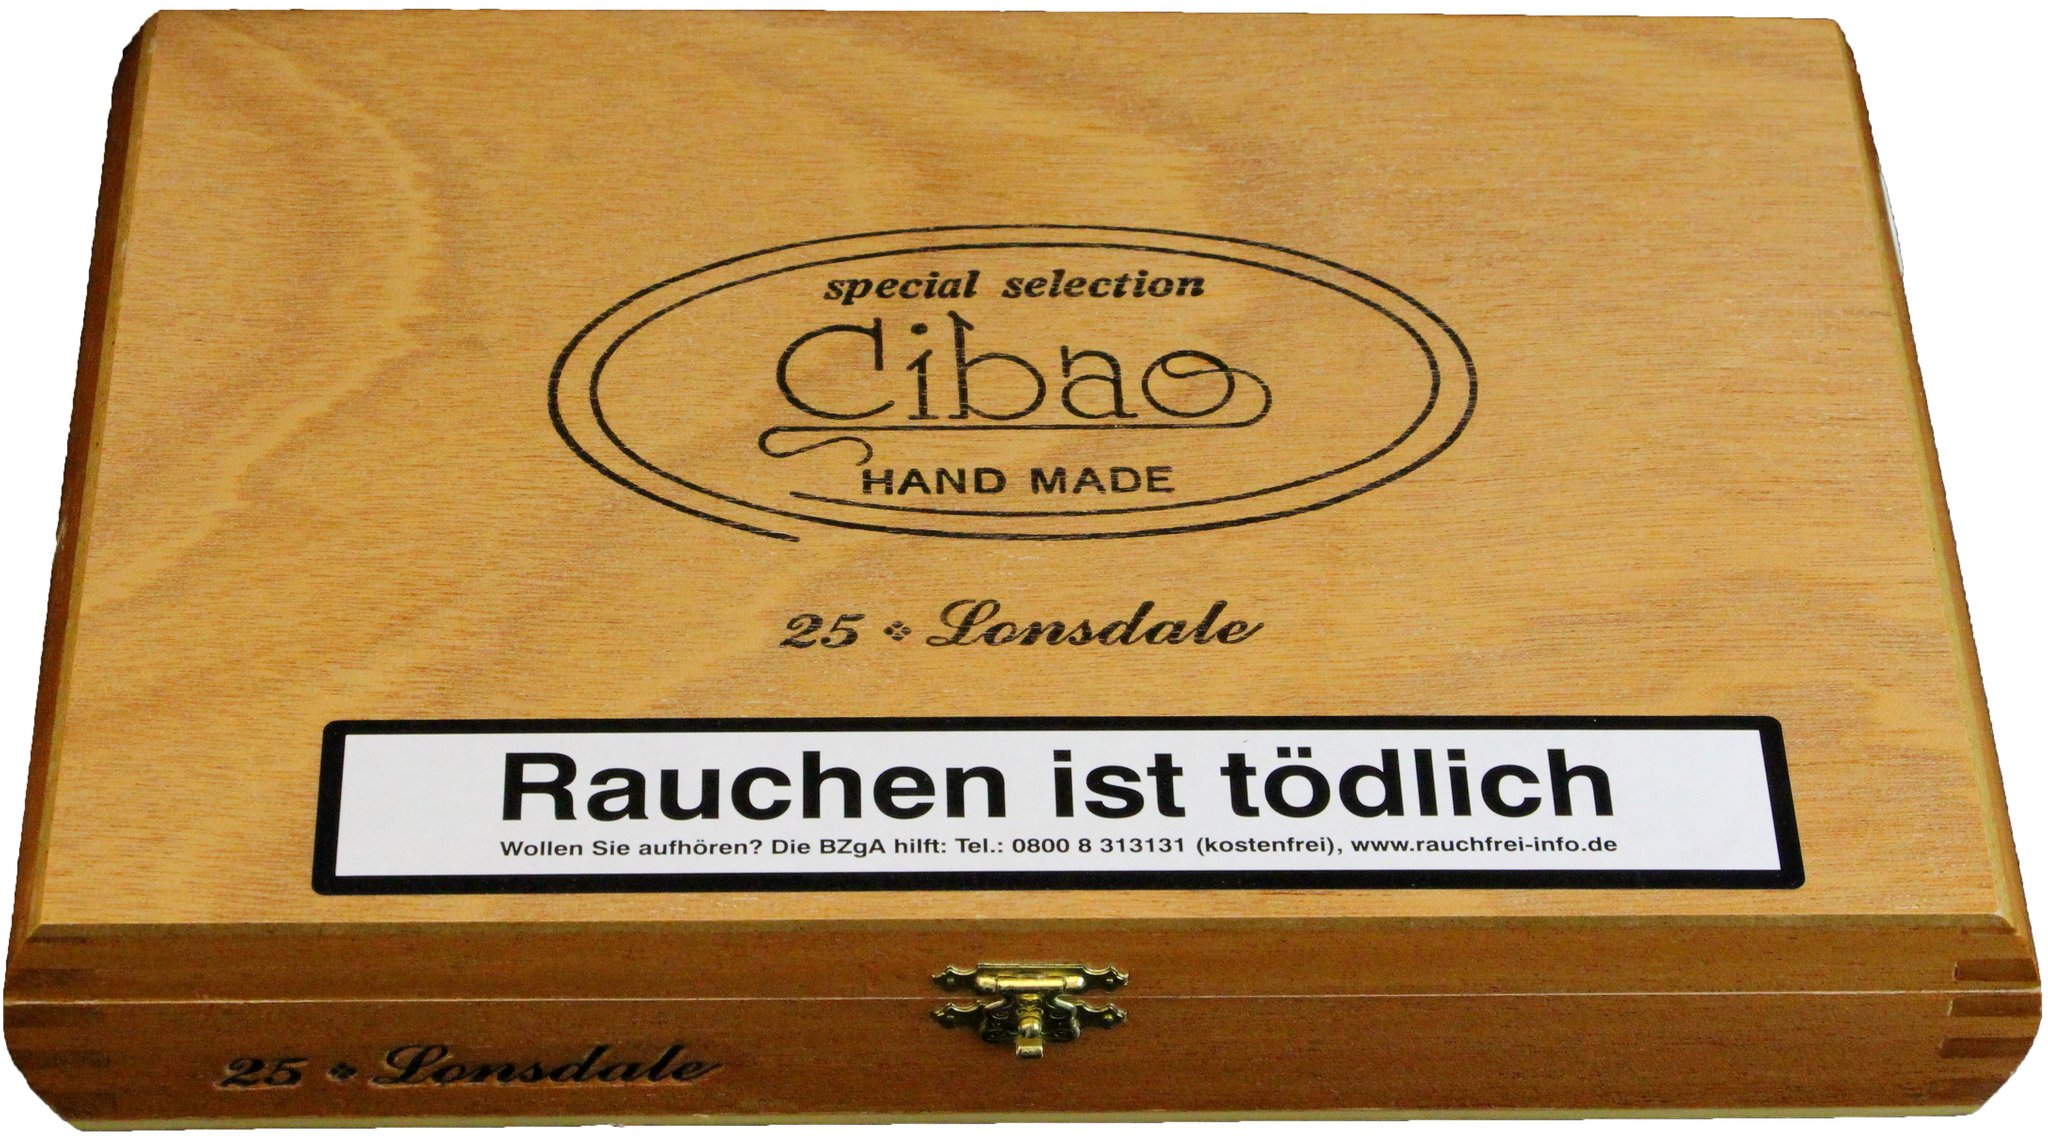 special selection
Cibao
HAND MADE
25 ❖ Lonsdale
Rauchen ist tödlich
Wollen Sie aufhören? Die BZgA hilft: Tel.: 0800 8 313131 (kostenfrei), www.rauchfrei-info.de
25 ❖ Lonsdale